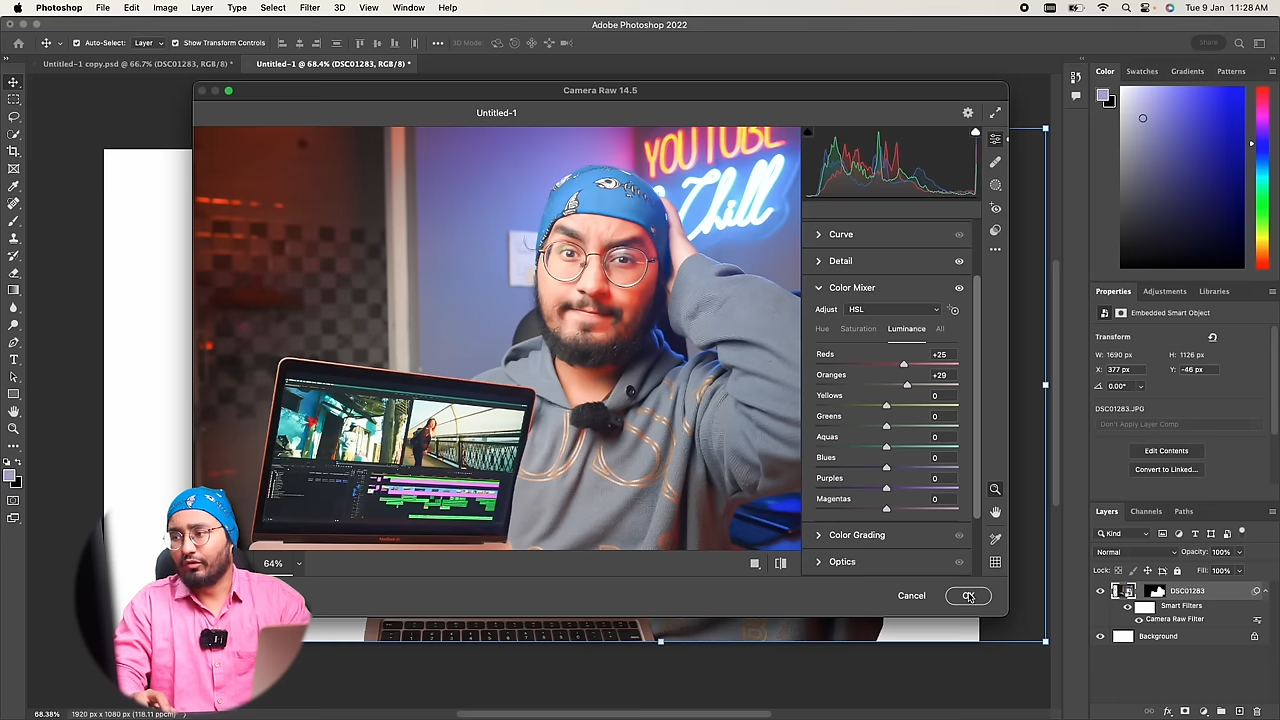 Photoshop File Edit Image Layer Type Select Filter 3D View Window Help Tue 9 Jan 11:28 AM
Adobe Photoshop 2022
Auto-Select: Layer Show Transform Controls 3D Mode: Share
Untitled-1 copy.psd @ 66.7% (DSC01283, RGB/8) * Untitled-1 @ 68.4% (DSC01283, RGB/8) *
Color Swatches Gradients Patterns
Camera Raw 14.5
Untitled-1
YOUTUBE
& Chill
Curve
Detail
Color Mixer
Adjust HSL
Hue Saturation Luminance All
Reds +25
Oranges +29
Yellows 0
Greens 0
Aquas 0
Blues 0
Purples 0
Magentas 0
Color Grading
Optics
64%
Cancel OK
Properties Adjustments Libraries
Embedded Smart Object
Transform
W: 1690 px H: 1126 px
X: 377 px Y: -46 px
0.00°
DSC01283.JPG
Don't Apply Layer Comp
Edit Contents
Convert to Linked...
Layers Channels Paths
Kind
Normal Opacity: 100%
Lock: Fill: 100%
DSC01283
Smart Filters
Camera Raw Filter
Background
68.38% 1920 px x 1080 px (118.11 ppcm)